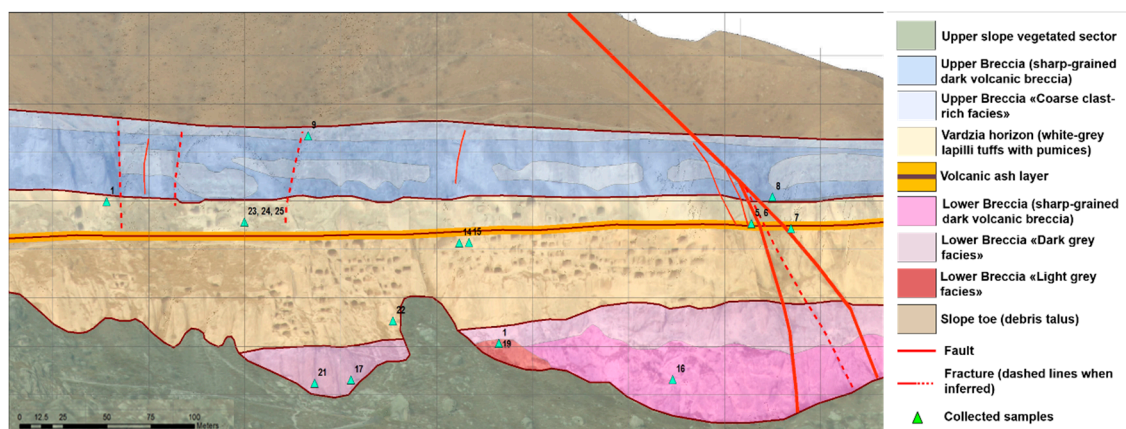 9
1
23, 24, 25
8
5, 6
7
14 15
22
1
19
16
21
17
0 12.5 25 50 75 100
Meters
Upper slope vegetated sector
Upper Breccia (sharp-grained
dark volcanic breccia)
Upper Breccia «Coarse clast-
rich facies»
Vardzia horizon (white-grey
lapilli tuffs with pumices)
Volcanic ash layer
Lower Breccia (sharp-grained
dark volcanic breccia)
Lower Breccia «Dark grey
facies»
Lower Breccia «Light grey
facies»
Slope toe (debris talus)
Fault
Fracture (dashed lines when
inferred)
Collected samples